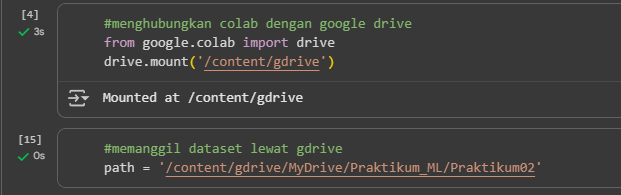 [4]
3s
#menghubungkan colab dengan google drive
from google.colab import drive
drive.mount('/content/gdrive')
Mounted at /content/gdrive
[15]
0s
#memanggil dataset lewat gdrive
path = '/content/gdrive/MyDrive/Praktikum_ML/Praktikum02'